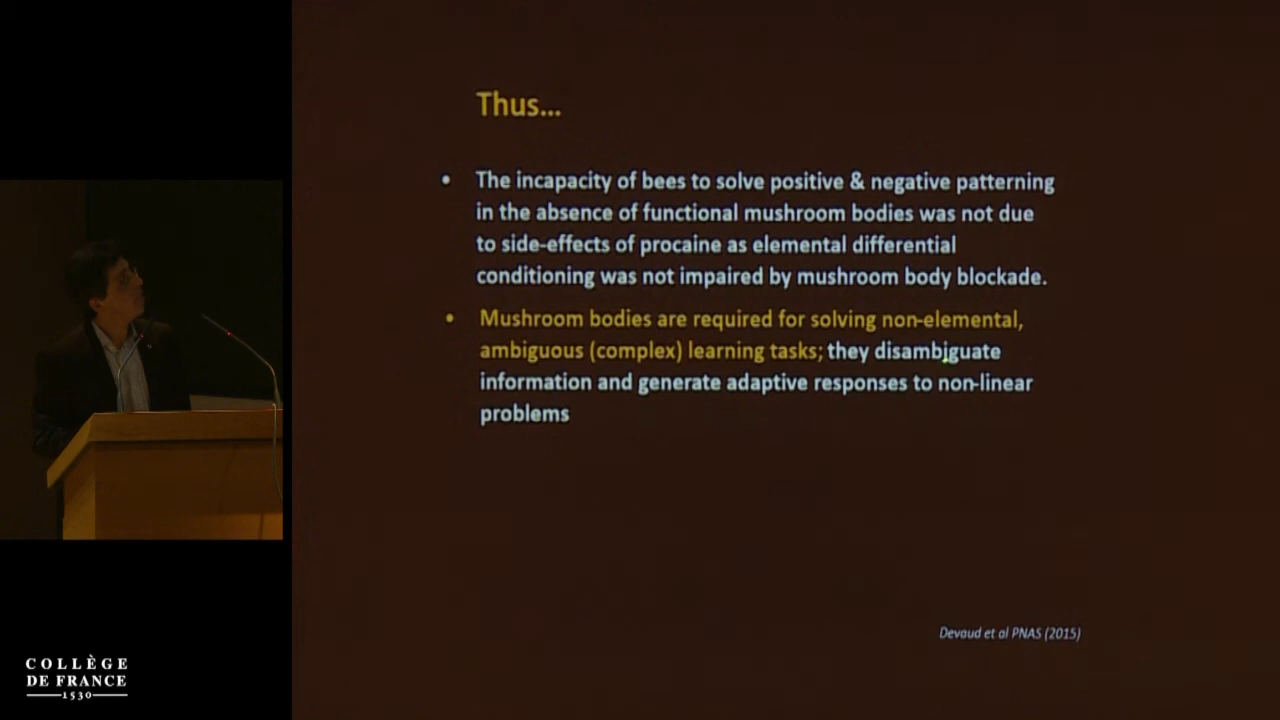 Thus...
• The incapacity of bees to solve positive & negative patterning
in the absence of functional mushroom bodies was not due
to side-effects of procaine as elemental differential
conditioning was not impaired by mushroom body blockade.
• Mushroom bodies are required for solving non-elemental,
ambiguous (complex) learning tasks; they disambiguate
information and generate adaptive responses to non-linear
problems
Devaud et al PNAS (2015)
COLLÈGE
DE FRANCE
1530